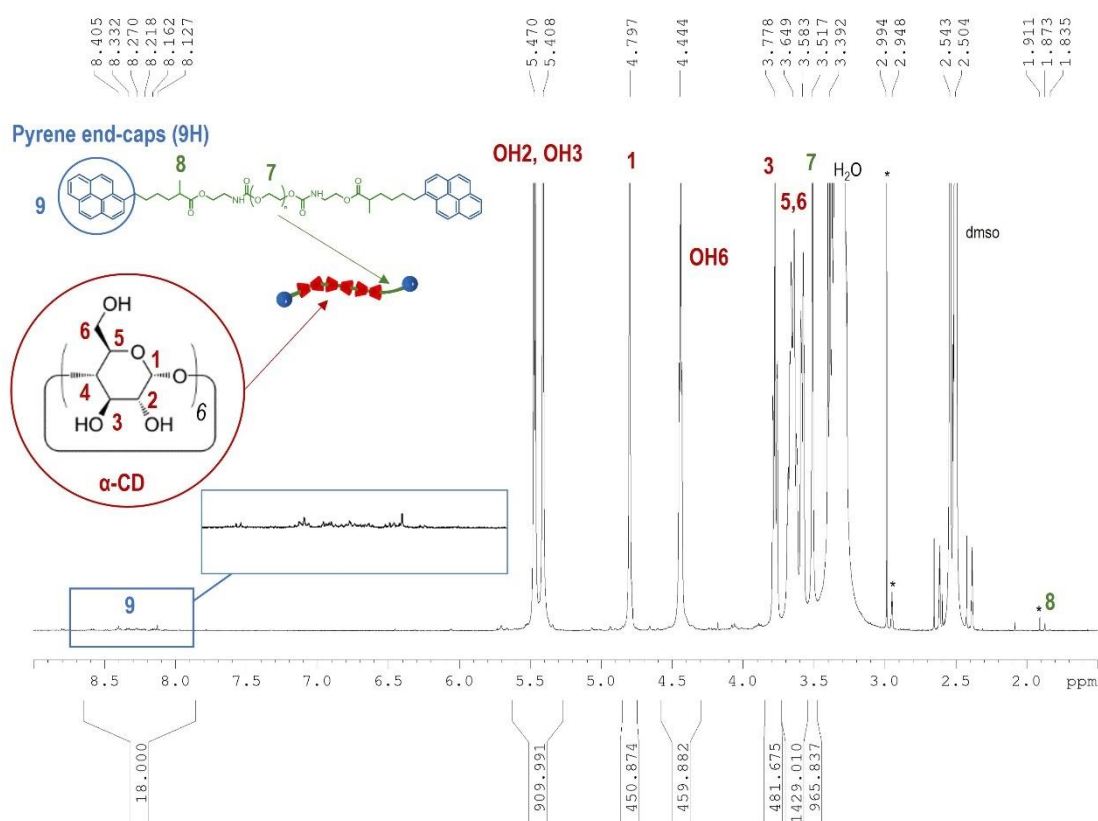 8.405
8.332
8.270
8.218
8.162
8.127
5.470
5.408
4.797
4.444
3.778
3.649
3.583
3.517
3.392
2.994
2.948
2.543
2.504
1.911
1.873
1.835
Pyrene end-caps (9H)
9
8
O
O
NH
O
O
7
O
n
O
O
NH
O
O
OH2, OH3
1
OH6
3
5,6
7
H2O
*
dmso
OH
6
5
O
1
O
4
2
HO
3
OH
6
α-CD
9
*
*
8
8.5 8.0 7.5 7.0 6.5 6.0 5.5 5.0 4.5 4.0 3.5 3.0 2.5 2.0 ppm
18.000
909.991
450.874
459.882
481.675
1429.010
965.837